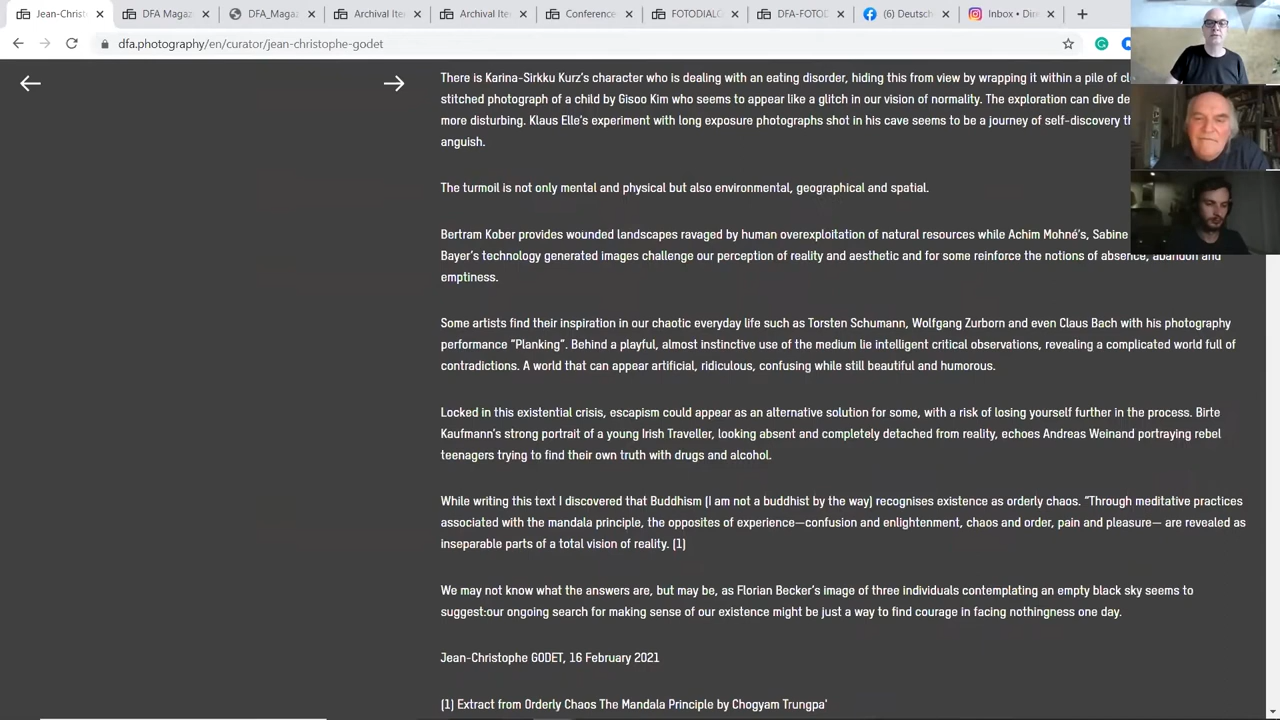 Jean-Christ
DFA Magaz
DFA_Magaz
Archival Ite
Archival Ite
Conference
FOTODIALO
DFA-FOTOD
(6) Deutsch
Inbox • Dire
dfa.photography/en/curator/jean-christophe-godet
There is Karina-Sirkku Kurz's character who is dealing with an eating disorder, hiding this from view by wrapping it within a pile of cl
stitched photograph of a child by Gisoo Kim who seems to appear like a glitch in our vision of normality. The exploration can dive de
more disturbing. Klaus Elle's experiment with long exposure photographs shot in his cave seems to be a journey of self-discovery th
anguish.
The turmoil is not only mental and physical but also environmental, geographical and spatial.
Bertram Kober provides wounded landscapes ravaged by human overexploitation of natural resources while Achim Mohné's, Sabine
Bayer's technology generated images challenge our perception of reality and aesthetic and for some reinforce the notions of absence, abandon and
emptiness.
Some artists find their inspiration in our chaotic everyday life such as Torsten Schumann, Wolfgang Zurborn and even Claus Bach with his photography
performance "Planking". Behind a playful, almost instinctive use of the medium lie intelligent critical observations, revealing a complicated world full of
contradictions. A world that can appear artificial, ridiculous, confusing while still beautiful and humorous.
Locked in this existential crisis, escapism could appear as an alternative solution for some, with a risk of losing yourself further in the process. Birte
Kaufmann's strong portrait of a young Irish Traveller, looking absent and completely detached from reality, echoes Andreas Weinand portraying rebel
teenagers trying to find their own truth with drugs and alcohol.
While writing this text I discovered that Buddhism (I am not a buddhist by the way) recognises existence as orderly chaos. "Through meditative practices
associated with the mandala principle, the opposites of experience—confusion and enlightenment, chaos and order, pain and pleasure— are revealed as
inseparable parts of a total vision of reality. (1)
We may not know what the answers are, but may be, as Florian Becker's image of three individuals contemplating an empty black sky seems to
suggest:our ongoing search for making sense of our existence might be just a way to find courage in facing nothingness one day.
Jean-Christophe GODET, 16 February 2021
(1) Extract from Orderly Chaos The Mandala Principle by Chogyam Trungpa'